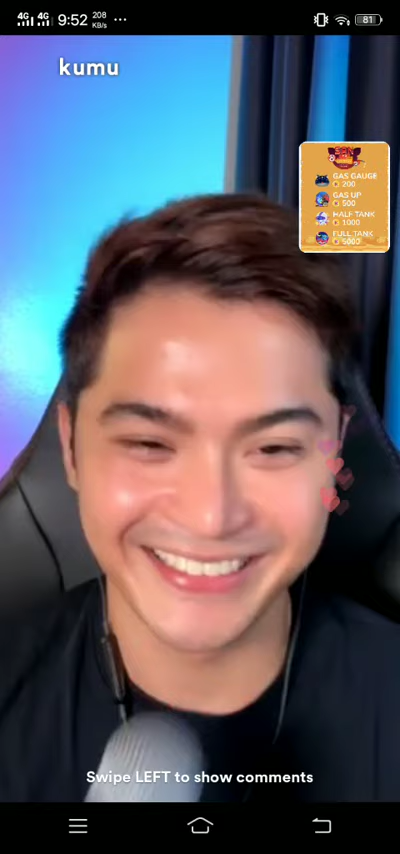 4G 4G 9:52 208 KB/s ... 81
kumu
GAS GAUGE
200
GAS UP
500
HALF TANK
1000
FULL TANK
5000
Swipe LEFT to show comments